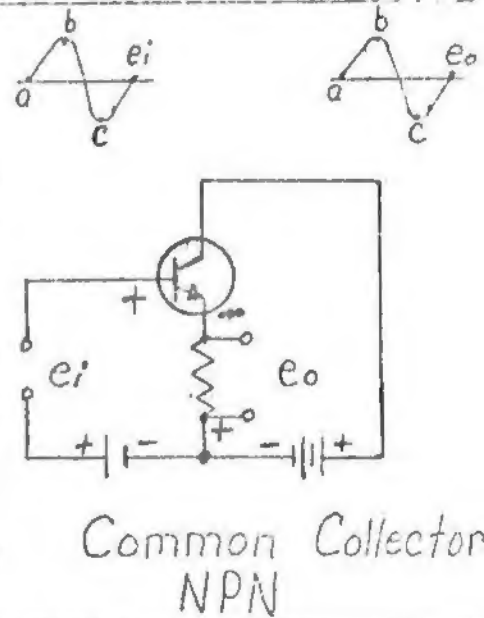 b b
a ei a eo
c c
+
ei eo
+
+ - - +
Common Collector
NPN